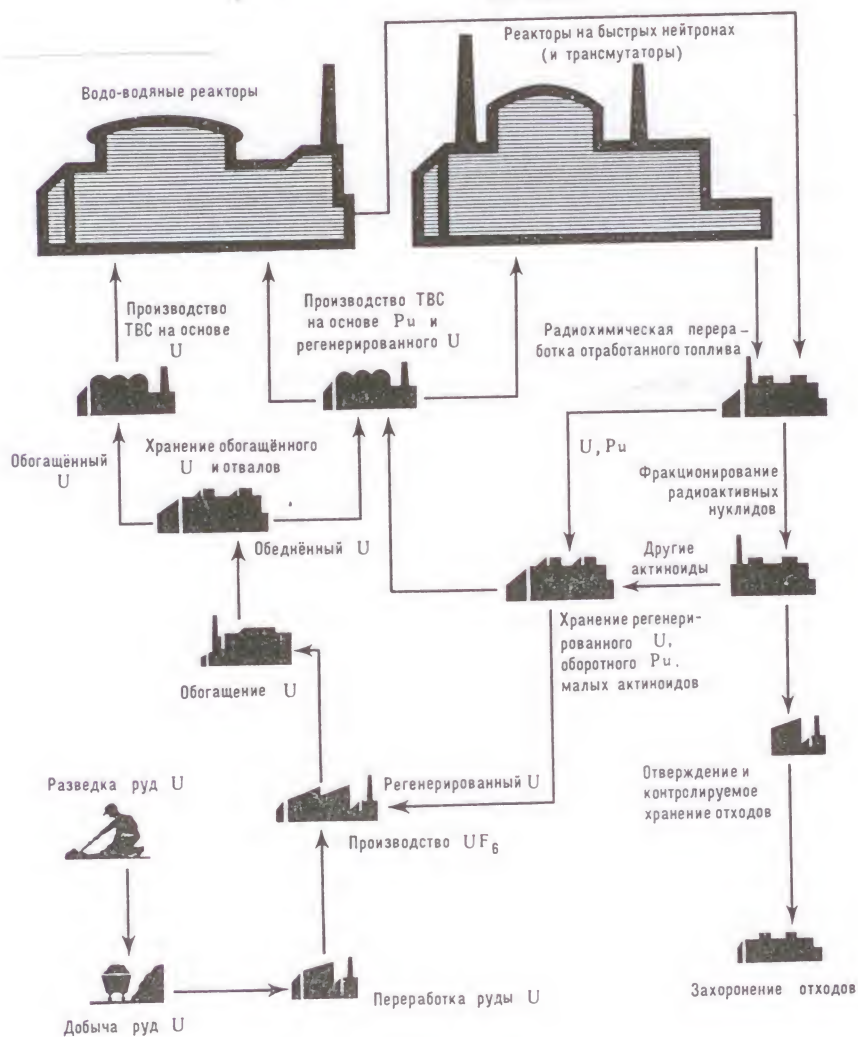 Реакторы на быстрых нейтронах
(и трансмутаторы)
Водо-водяные реакторы
Производство
ТВС на основе
U
Производство ТВС
на основе Pu и
регенерированного U
Радиохимическая перера-
ботка отработанного топлива
Обогащённый
U
Хранение обогащённого
U и отвалов
U, Pu
Фракционирование
радиоактивных
нуклидов
Обеднённый U
Другие
актиноиды
Хранение регенери-
рованного U,
оборотного Pu,
малых актиноидов
Обогащение U
Разведка руд U
Регенерированный U
Отверждение и
контролируемое
хранение отходов
Производство UF6
Переработка руды U
Захоронение отходов
Добыча руд U